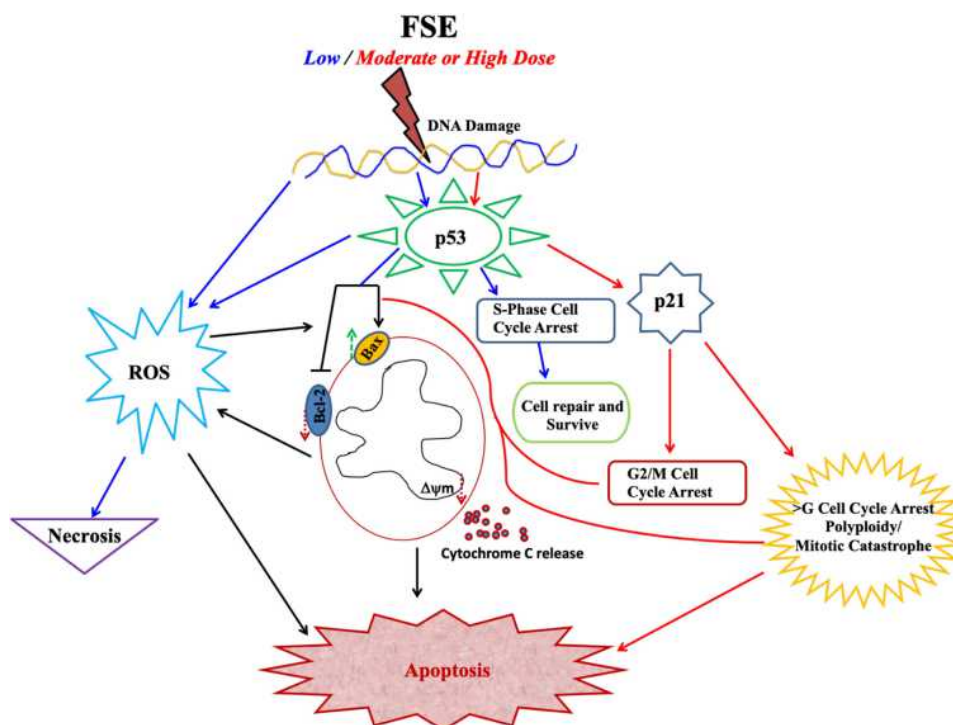 FSE
Low / Moderate or High Dose
DNA Damage
p53
S-Phase Cell
Cycle Arrest
p21
ROS
Bax
Bcl-2
Cell repair and
Survive
Δψm
G2/M Cell
Cycle Arrest
>G Cell Cycle Arrest
Polyploidy/
Mitotic Catastrophe
Necrosis
Cytochrome C release
Apoptosis